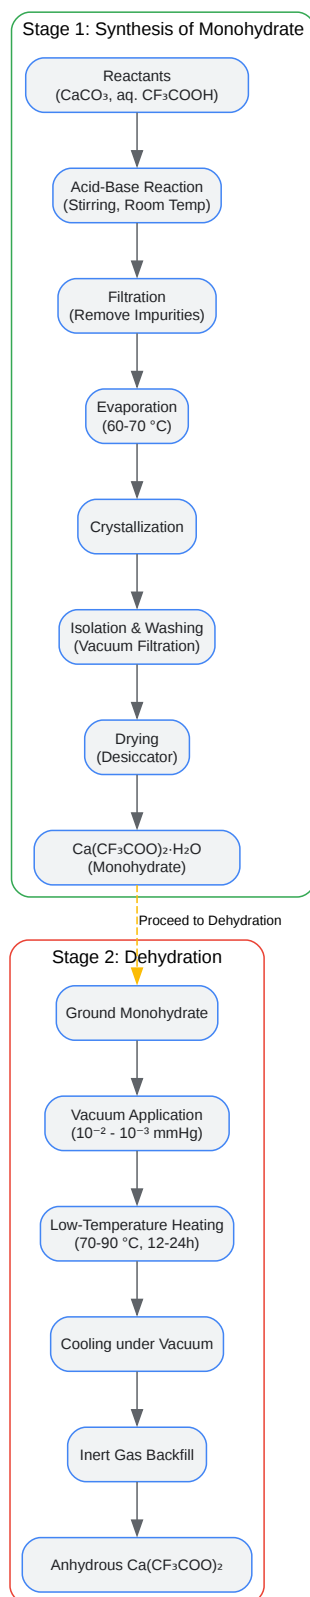 Stage 1: Synthesis of Monohydrate
Reactants
(CaCO₃, aq. CF₃COOH)
Acid-Base Reaction
(Stirring, Room Temp)
Filtration
(Remove Impurities)
Evaporation
(60-70 °C)
Crystallization
Isolation & Washing
(Vacuum Filtration)
Drying
(Desiccator)
Ca(CF₃COO)₂·H₂O
(Monohydrate)
Proceed to Dehydration
Stage 2: Dehydration
Ground Monohydrate
Vacuum Application
(10⁻² - 10⁻³ mmHg)
Low-Temperature Heating
(70-90 °C, 12-24h)
Cooling under Vacuum
Inert Gas Backfill
Anhydrous Ca(CF₃COO)₂